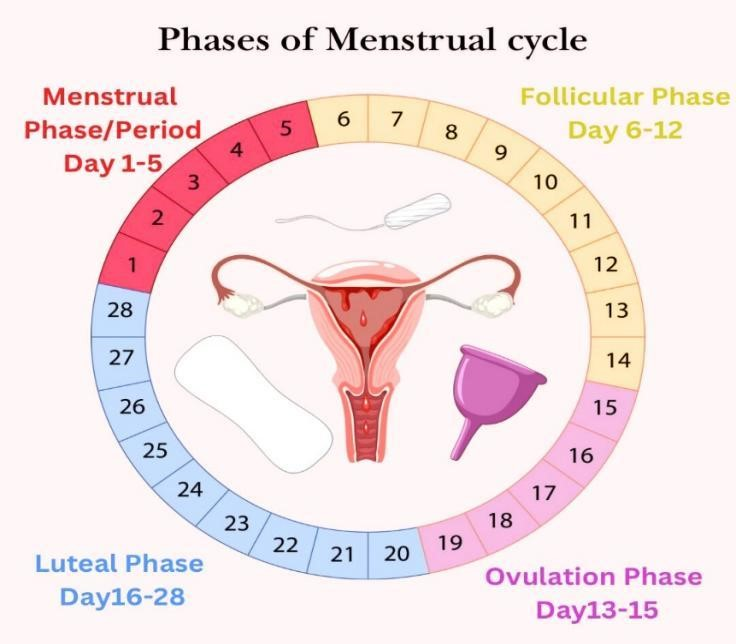 Phases of Menstrual cycle
Menstrual
Phase/Period
Day 1-5
Follicular Phase
Day 6-12
1
2
3
4
5
6
7
8
9
10
11
12
13
14
15
16
17
18
19
20
21
22
23
24
25
26
27
28
Luteal Phase
Day16-28
Ovulation Phase
Day13-15